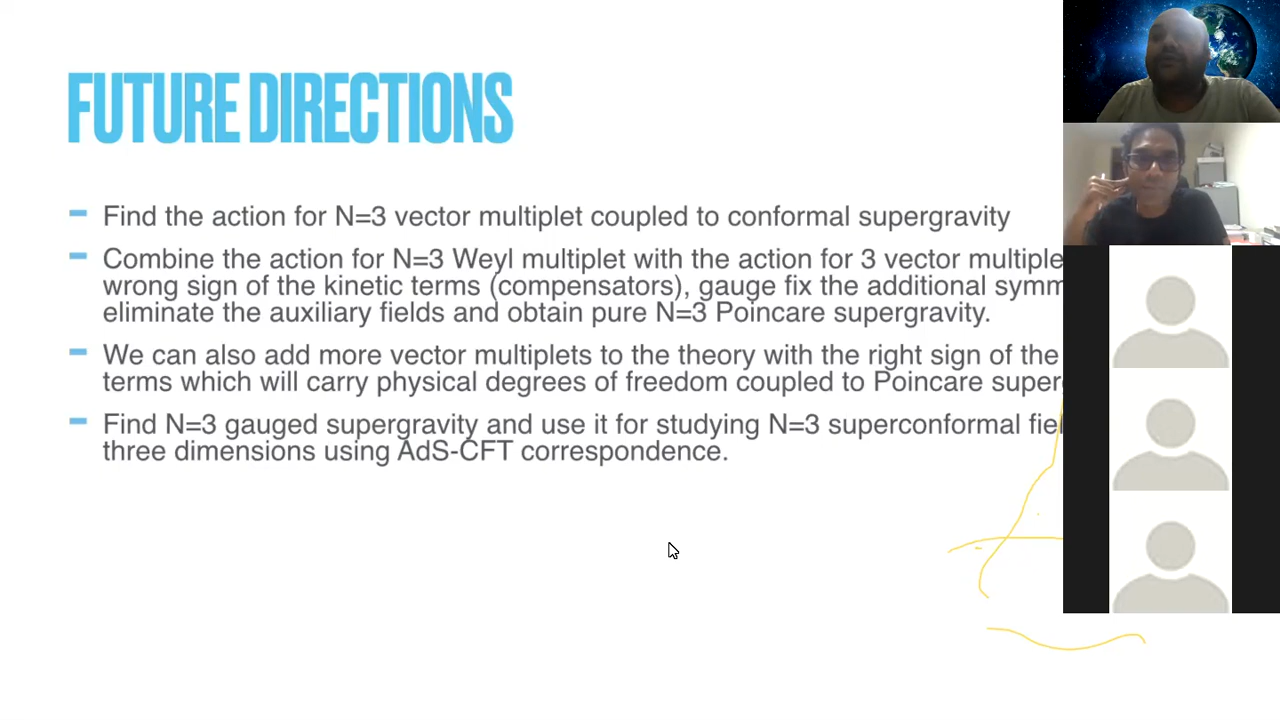 FUTURE DIRECTIONS
Find the action for N=3 vector multiplet coupled to conformal supergravity
Combine the action for N=3 Weyl multiplet with the action for 3 vector
wrong sign of the kinetic terms (compensators), gauge fix the additional
eliminate the auxiliary fields and obtain pure N=3 Poincare supergravity.
We can also add more vector multiplets to the theory with the right sign of the
terms which will carry physical degrees of freedom coupled to Poincare
Find N=3 gauged supergravity and use it for studying N=3 superconformal
three dimensions using AdS-CFT correspondence.